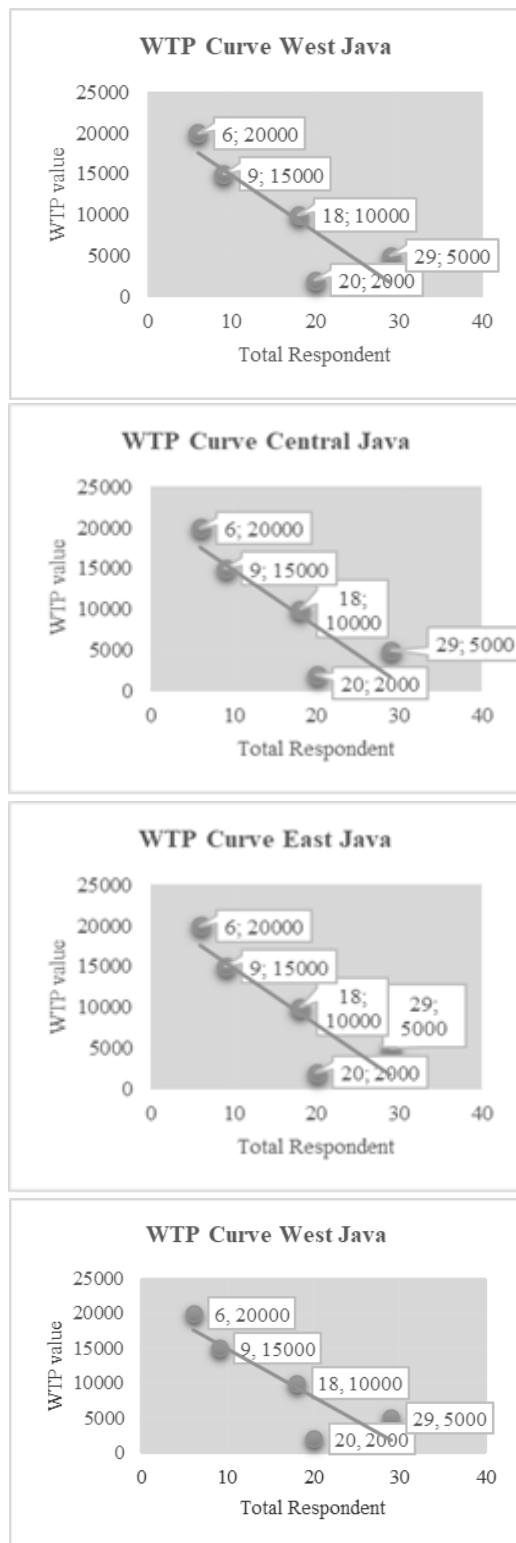 WTP Curve West Java
25000
20000
15000
10000
5000
0
WTP value
6; 20000
9; 15000
18; 10000
29; 5000
20; 2000
0 10 20 30 40
Total Respondent
WTP Curve Central Java
25000
20000
15000
10000
5000
0
WTP value
6; 20000
9; 15000
18;
10000
29; 5000
20; 2000
0 10 20 30 40
Total Respondent
WTP Curve East Java
25000
20000
15000
10000
5000
0
WTP value
6; 20000
9; 15000
18;
10000
29;
5000
20; 2000
0 10 20 30 40
Total Respondent
WTP Curve West Java
25000
20000
15000
10000
5000
0
WTP value
6, 20000
9, 15000
18, 10000
29, 5000
20, 2000
0 10 20 30 40
Total Respondent